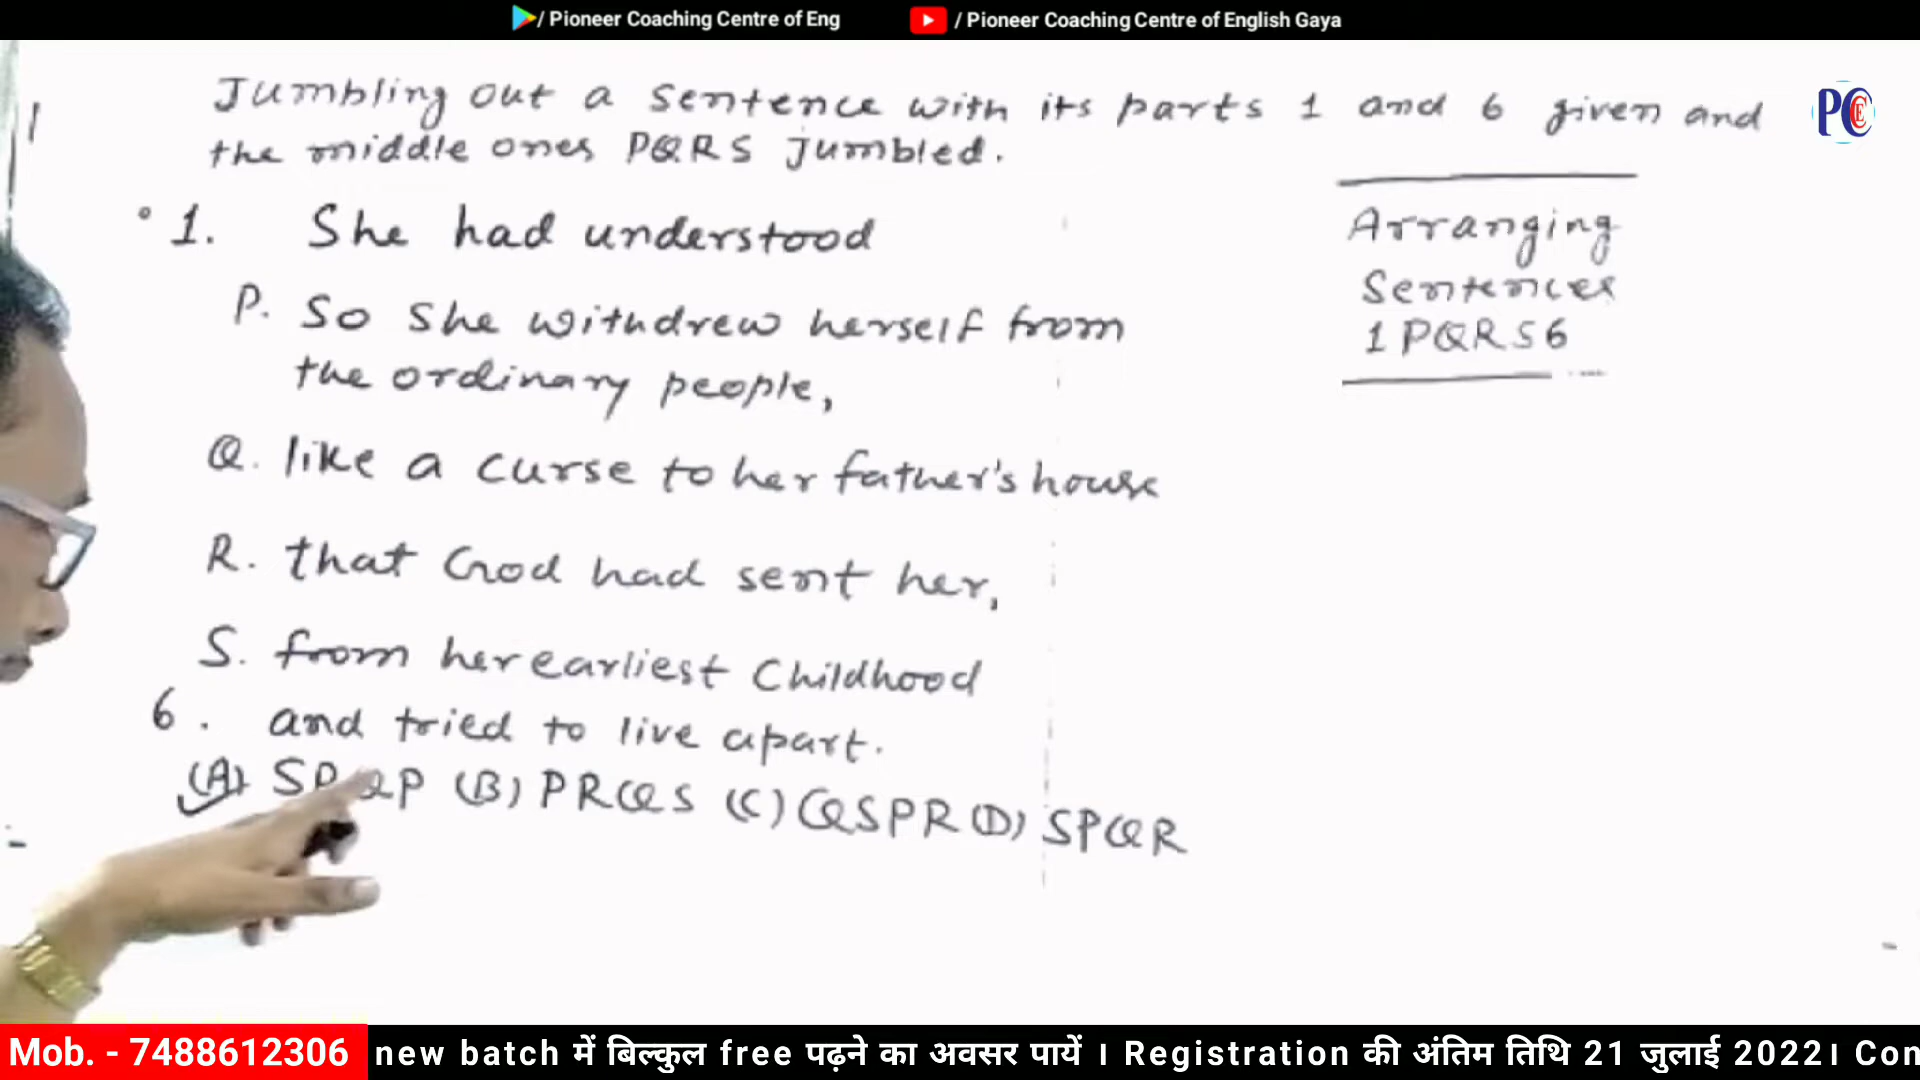 / Pioneer Coaching Centre of Eng
/ Pioneer Coaching Centre of English Gaya
Jumbling out a sentence with its parts 1 and 6 given and
the middle ones PQRS Jumbled.
PCE
Arranging
Sentences
1 PQRS6
1. She had understood
P. So she withdrew herself from
the ordinary people,
Q. like a curse to her father's house
R. that God had sent her,
S. from her earliest Childhood
6. and tried to live apart.
(A) SP QP (B) PRQS (C) QSPR (D) SPQR
Mob. - 7488612306 new batch में बिल्कुल free पढ़ने का अवसर पायें । Registration की अंतिम तिथि 21 जुलाई 2022। Con